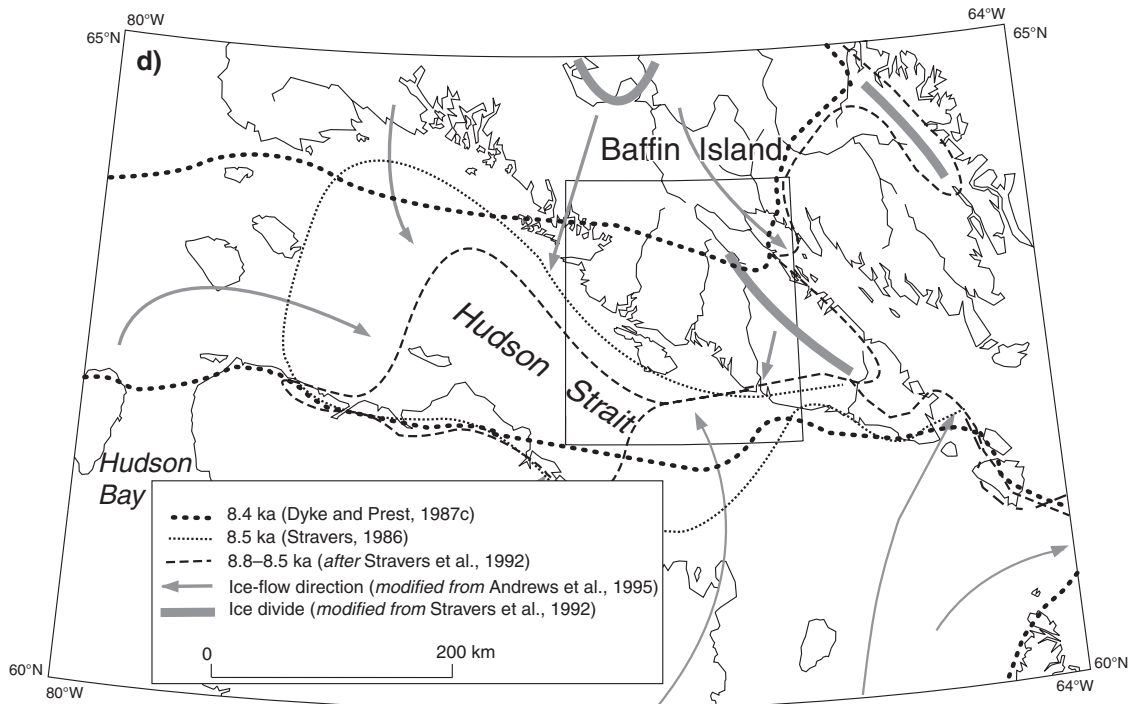 80°W
64°W
65°N
65°N
d)
Baffin Island
Hudson
Strait
Hudson
Bay
8.4 ka (Dyke and Prest, 1987c)
8.5 ka (Stravers, 1986)
8.8–8.5 ka (after Stravers et al., 1992)
Ice-flow direction (modified from Andrews et al., 1995)
Ice divide (modified from Stravers et al., 1992)
0 200 km
60°N
60°N
80°W
64°W